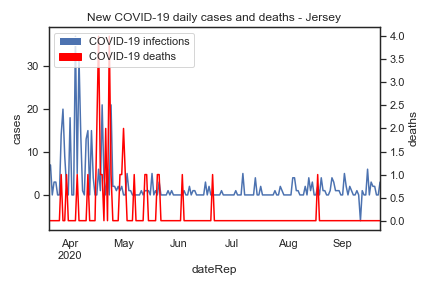 New COVID-19 daily cases and deaths - Jersey
COVID-19 infections
COVID-19 deaths
cases
30
20
10
0
deaths
4.0
3.5
3.0
2.5
2.0
1.5
1.0
0.5
0.0
Apr May Jun Jul Aug Sep
2020
dateRep